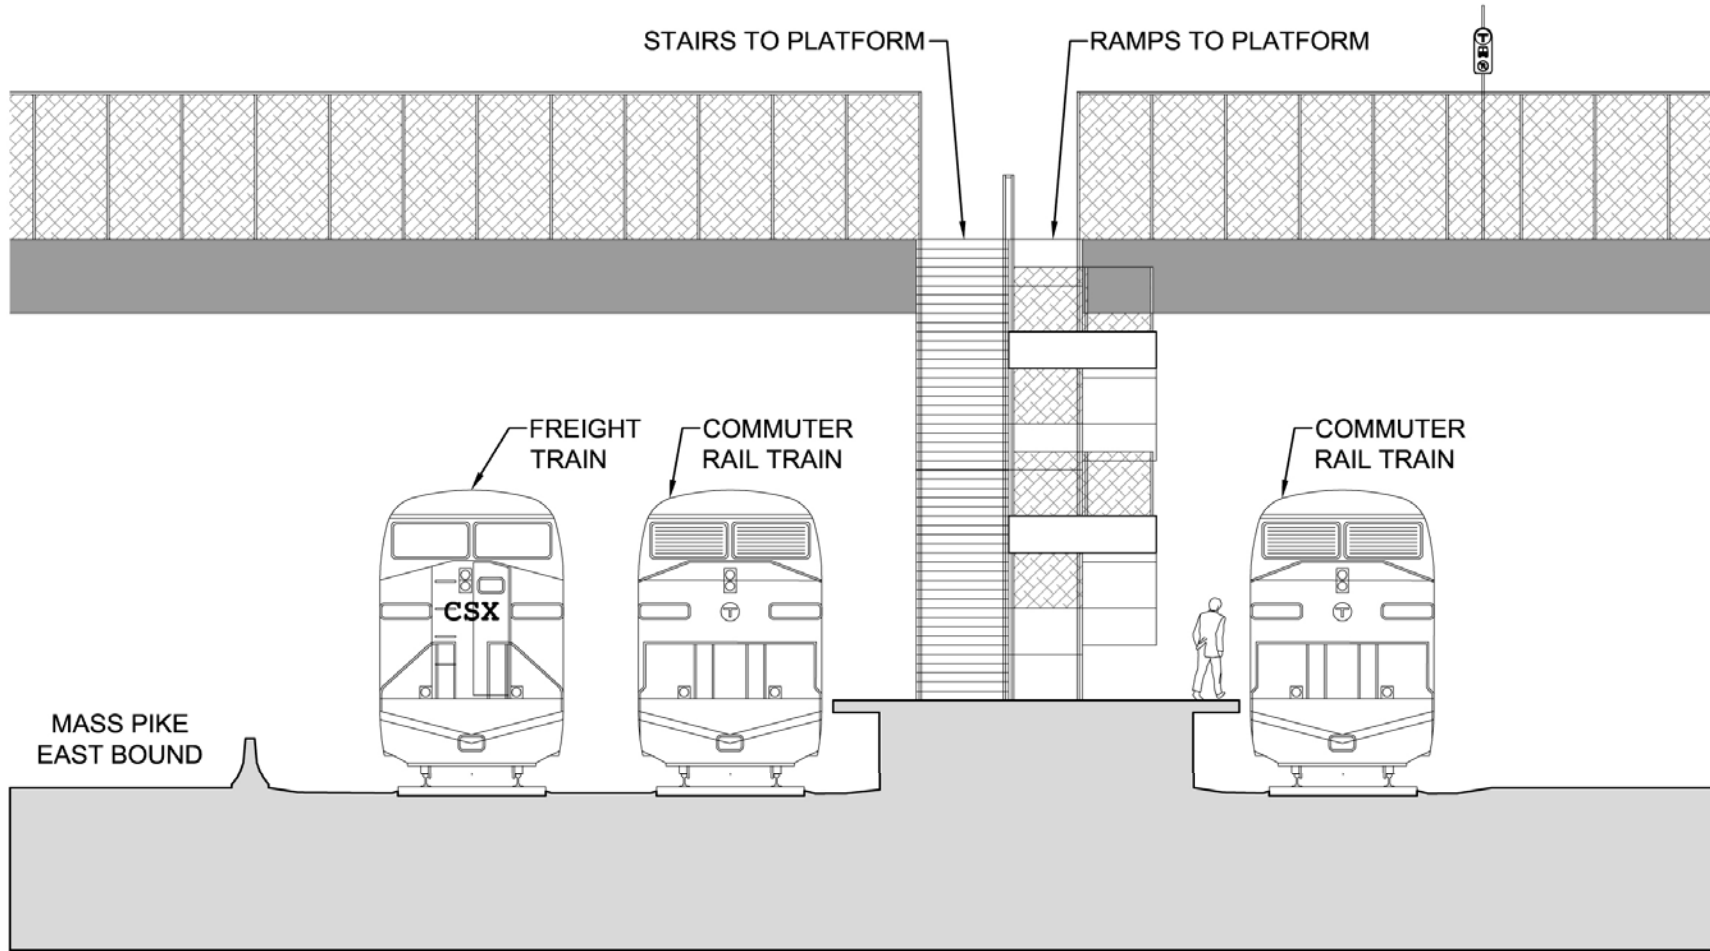 STAIRS TO PLATFORM
RAMPS TO PLATFORM
T
FREIGHT
TRAIN
COMMUTER
RAIL TRAIN
COMMUTER
RAIL TRAIN
CSX
T
T
MASS PIKE
EAST BOUND